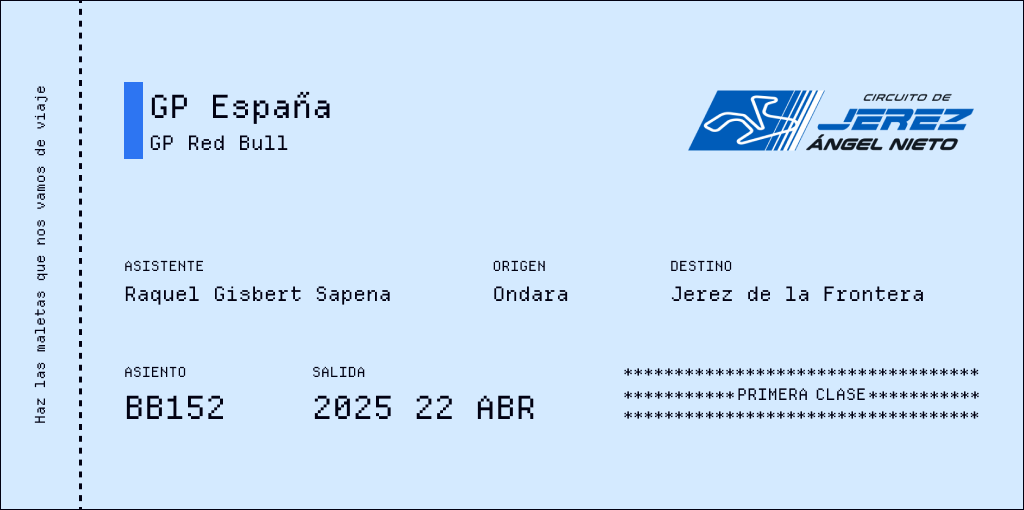 Haz las maletas que nos vamos de viaje
GP España
GP Red Bull
CIRCUITO DE
JEREZ
ÁNGEL NIETO
ASISTENTE
Raquel Gisbert Sapena
ORIGEN
Ondara
DESTINO
Jerez de la Frontera
ASIENTO
BB152
SALIDA
2025 22 ABR
***********************************
***********PRIMERA CLASE***********
***********************************